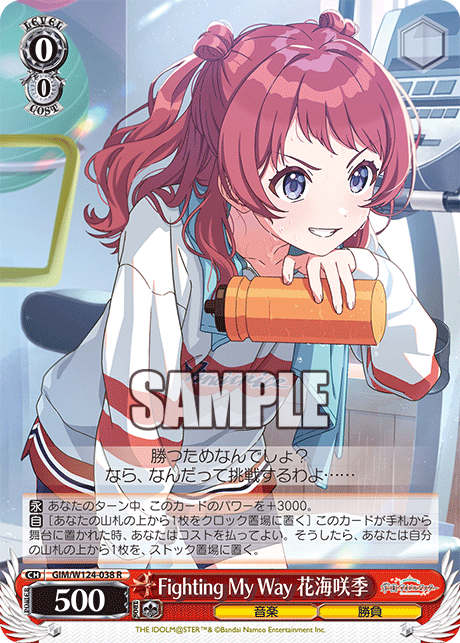 LEVEL
0
0
COST
SAMPLE
勝つためなんでしょ?
なら、なんだって挑戦するわよ……
永 あなたのターン中、このカードのパワーを+3000。
自 [あなたの山札の上から1枚をクロック置場に置く] このカードが手札から
舞台に置かれた時、あなたはコストを払ってよい。そうしたら、あなたは自分
の山札の上から1枚を、ストック置場に置く。
CH GIM/W124-038 R
500
SOUL
Fighting My Way 花海咲季
音楽 勝負
THE IDOLM@STER™& ©Bandai Namco Entertainment Inc.